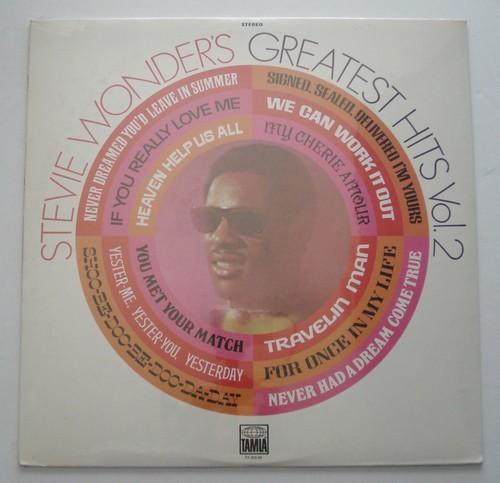 STEREO
STEVIE WONDER'S GREATEST HITS Vol. 2
NEVER DREAMED YOU'D LEAVE IN SUMMER
IF YOU REALLY LOVE ME
HEAVEN HELP US ALL
SIGNED, SEALED, DELIVERED I'M YOURS
WE CAN WORK IT OUT
MY CHERIE AMOUR
YOU MET YOUR MATCH
YESTER-ME, YESTER-YOU, YESTERDAY
SHOO-BE-DOO-BE-DOO-DA-DAY
TRAVELIN MAN
FOR ONCE IN MY LIFE
NEVER HAD A DREAM COME TRUE
TAMLA